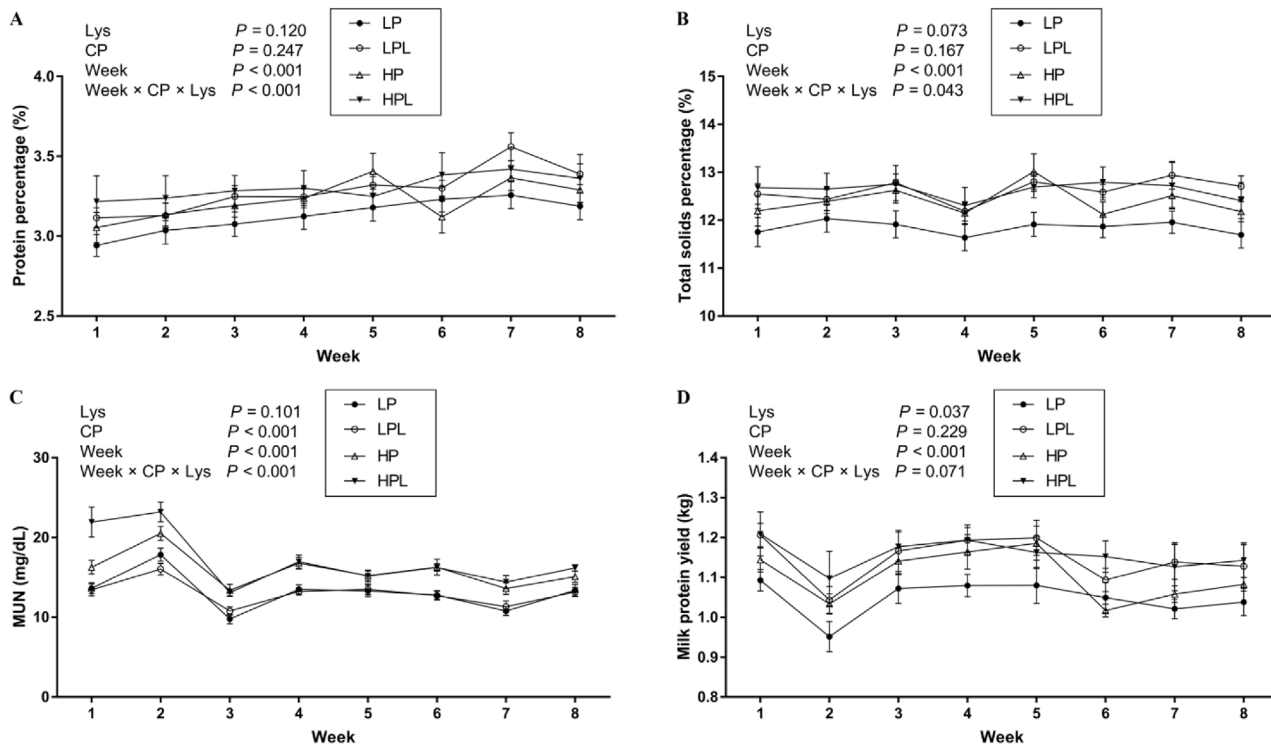 A
Lys P = 0.120
CP P = 0.247
Week P < 0.001
Week × CP × Lys P < 0.001
LP
LPL
HP
HPL
Protein percentage (%)
4.0
3.5
3.0
2.5
1 2 3 4 5 6 7 8
Week
B
Lys P = 0.073
CP P = 0.167
Week P < 0.001
Week × CP × Lys P = 0.043
LP
LPL
HP
HPL
Total solids percentage (%)
15
14
13
12
11
10
1 2 3 4 5 6 7 8
Week
C
Lys P = 0.101
CP P < 0.001
Week P < 0.001
Week × CP × Lys P < 0.001
LP
LPL
HP
HPL
MUN (mg/dL)
30
20
10
0
1 2 3 4 5 6 7 8
Week
D
Lys P = 0.037
CP P = 0.229
Week P < 0.001
Week × CP × Lys P = 0.071
LP
LPL
HP
HPL
Milk protein yield (kg)
1.4
1.3
1.2
1.1
1.0
0.9
0.8
1 2 3 4 5 6 7 8
Week